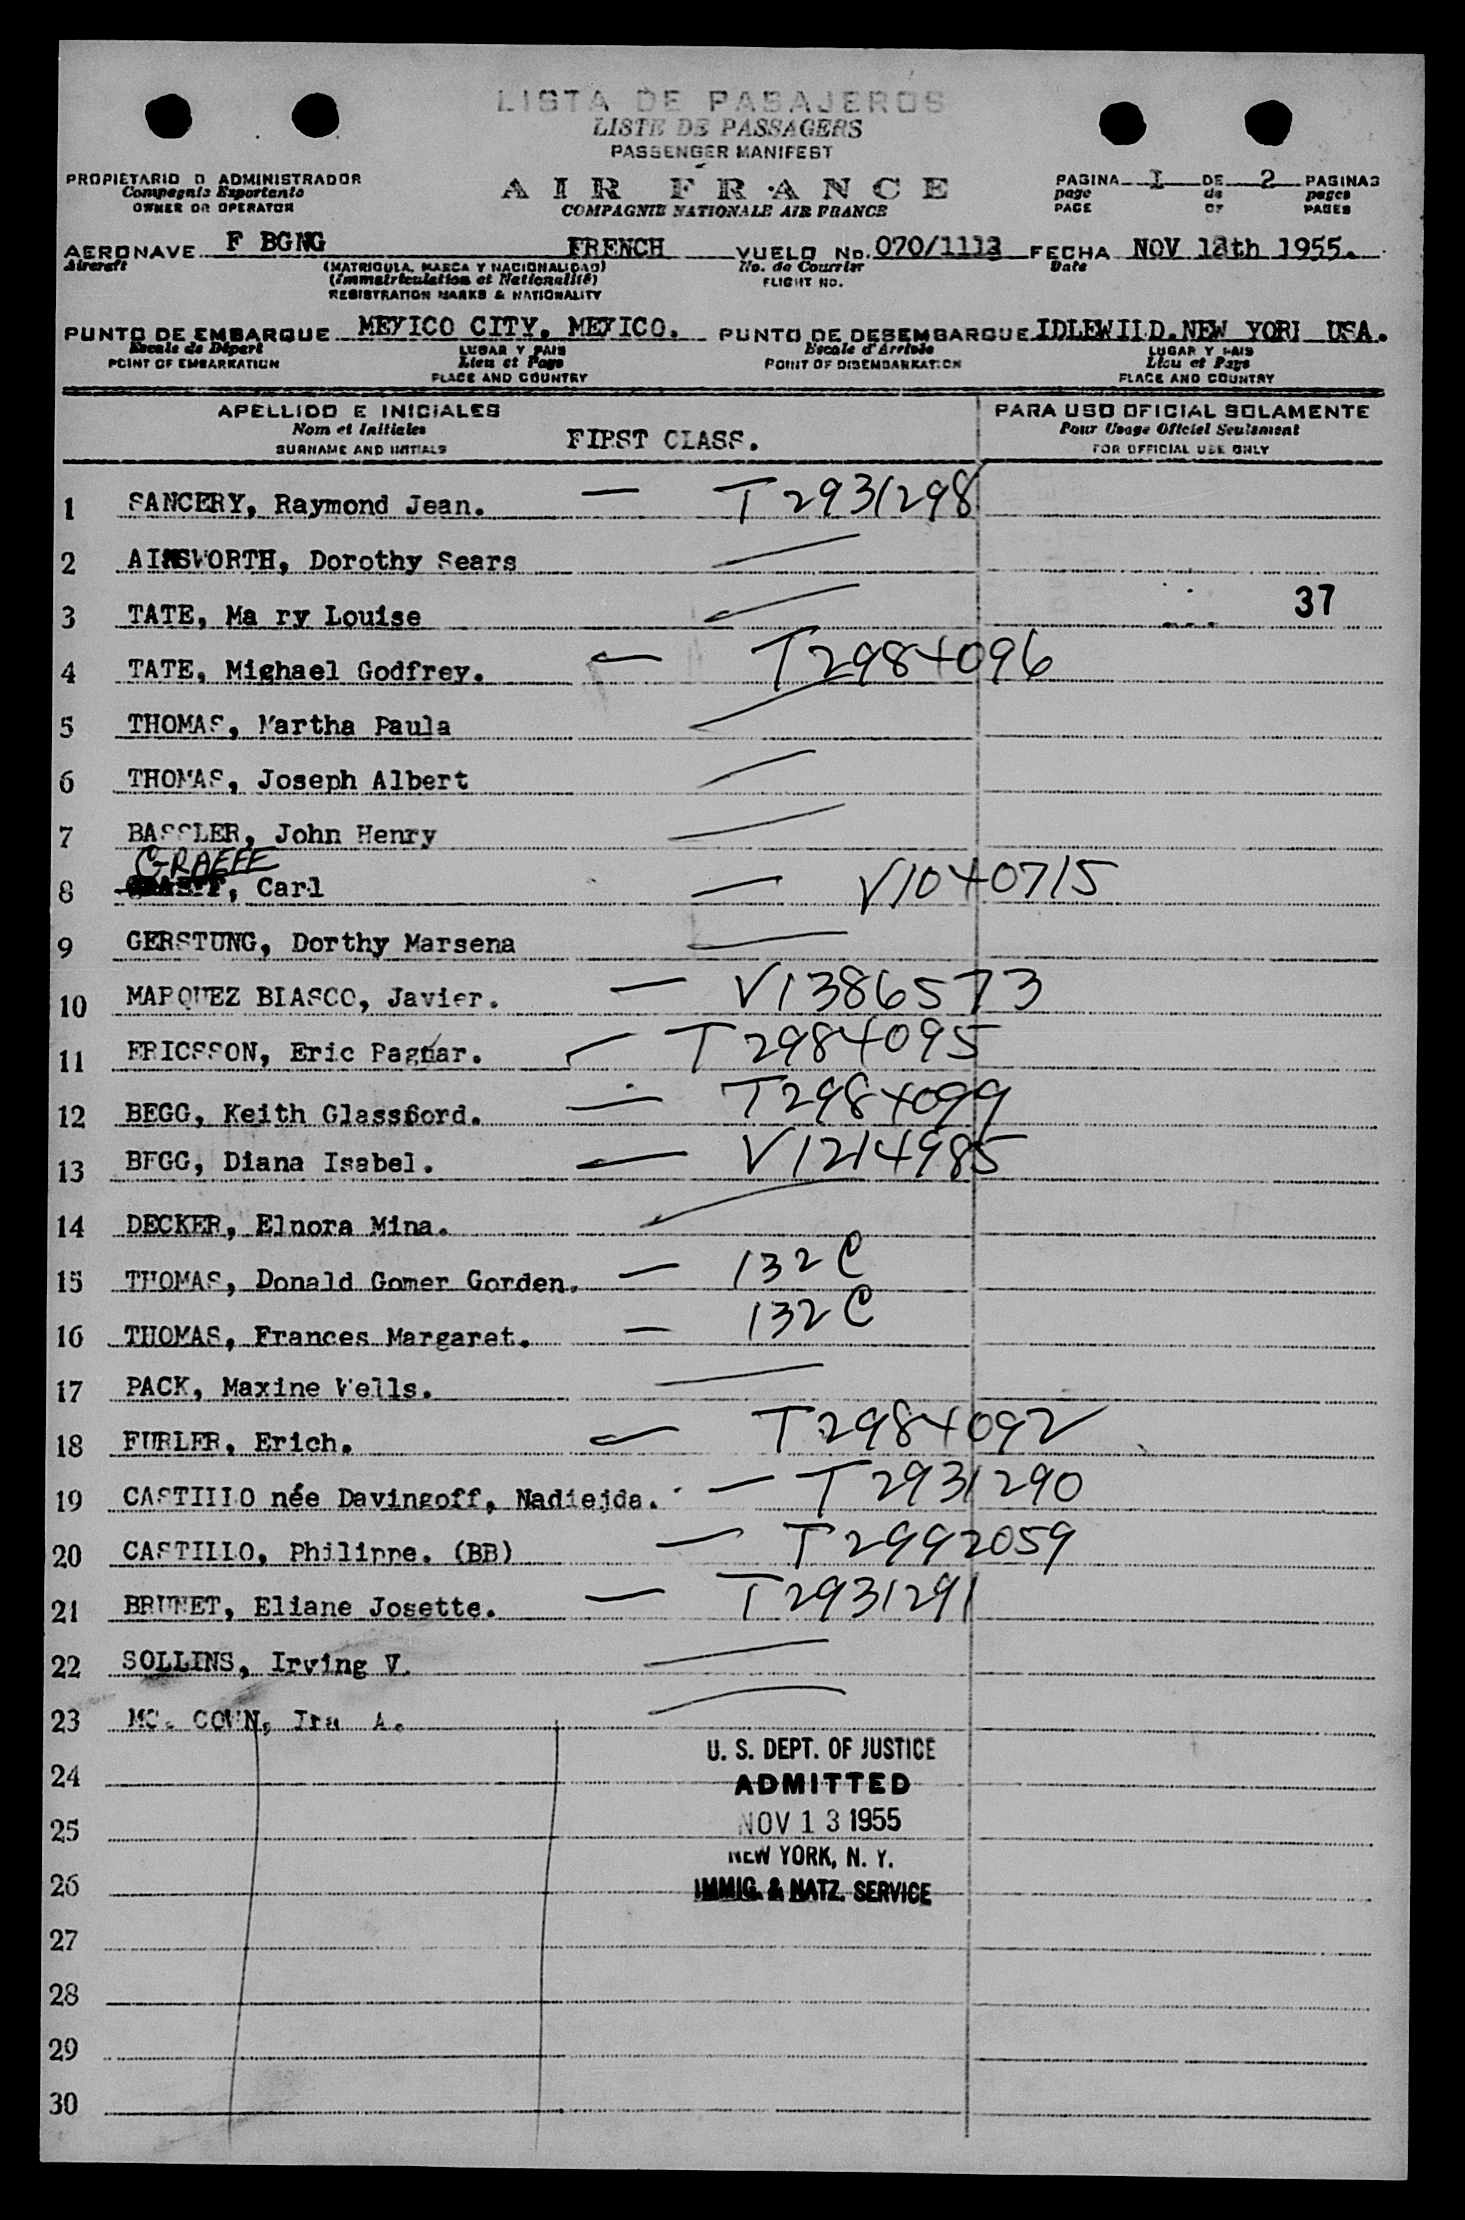 LISTA DE PASAJEROS
LISTE DE PASSAGERS
PASSENGER MANIFEST
PROPIETARIO O ADMINISTRADOR
Compagnie Exportante
OWNER OR OPERATOR
AIR FRANCE
COMPAGNIE NATIONALE AIR FRANCE
PAGINA I DE 2 PAGINAS
page de pages
PAGE OF PAGES
AERONAVE F BGNG FRENCH VUELO No. 070/1113 FECHA NOV 13th 1955.
Aircraft (MATRICULA, MARCA Y NACIONALIDAD) No. de Courrier Date
(Immatriculation et Nationalité) FLIGHT NO.
REGISTRATION MARKS & NATIONALITY
PUNTO DE EMBARQUE MEXICO CITY, MEXICO. PUNTO DE DESEMBARQUE IDLEWILD.NEW YORK USA.
Escale de Départ LUGAR Y PAIS Escale d'Arrivée LUGAR Y PAIS
POINT OF EMBARKATION Lieu et Pays POINT OF DISEMBARKATION Lieu et Pays
PLACE AND COUNTRY PLACE AND COUNTRY
APELLIDO E INICIALES PARA USO OFICIAL SOLAMENTE
Nom et Initiales FIRST CLASS. Pour Usage Officiel Seulement
SURNAME AND INITIALS FOR OFFICIAL USE ONLY
1 SANCERY, Raymond Jean. — T2931298
2 AINSWORTH, Dorothy Sears
3 TATE, Ma ry Louise 37
4 TATE, Michael Godfrey. — T2984096
5 THOMAS, Martha Paula
6 THOMAS, Joseph Albert
7 BASSLER, John Henry
GRAEFE
8 , Carl — V1040715
9 GERSTUNG, Dorthy Marsena
10 MARQUEZ BLASCO, Javier. — V1386573
11 ERICSSON, Eric Pagnar. — T2984095
12 BEGG, Keith Glassford. — T2984099
13 BEGG, Diana Isabel. — V1214985
14 DECKER, Elnora Mina.
15 THOMAS, Donald Gomer Gorden. — 132 C
16 THOMAS, Frances Margaret. — 132 C
17 PACK, Maxine Wells.
18 FURLER, Erich. — T2984092
19 CASTILLO née Davingoff, Nadiejda. — T2931290
20 CASTILLO, Philippe. (BB) — T2992059
21 BRUNET, Eliane Josette. — T2931291
22 SOLLINS, Irving V.
23 MC. COWN, Ira A.
U. S. DEPT. OF JUSTICE
24 ADMITTED
25 NOV 13 1955
NEW YORK, N. Y.
26 IMMIG. & NATZ. SERVICE
27
28
29
30